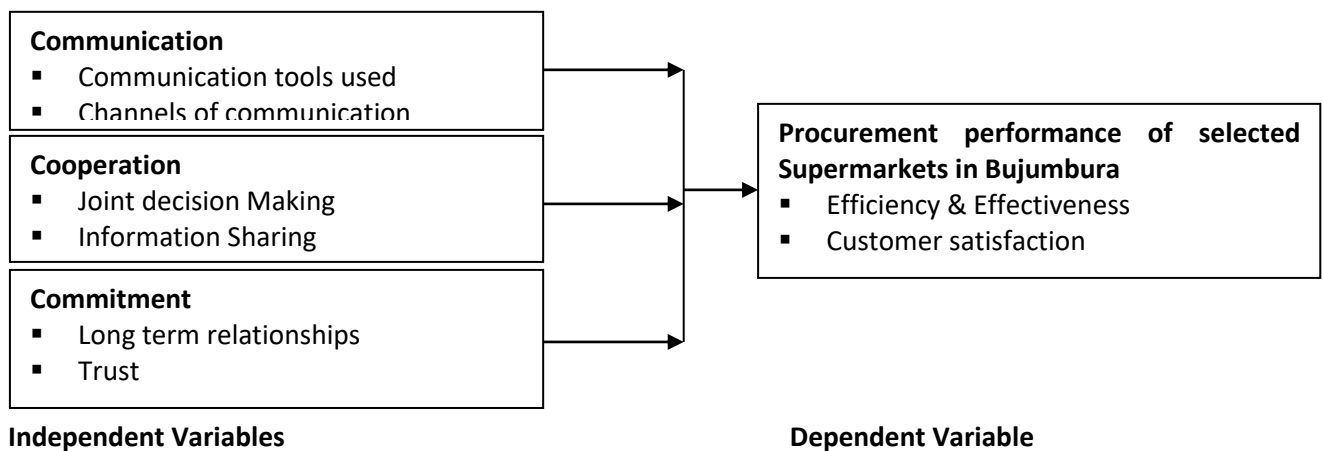 Communication
▪ Communication tools used
▪ Channels of communication
Cooperation
▪ Joint decision Making
▪ Information Sharing
Commitment
▪ Long term relationships
▪ Trust
Procurement performance of selected
Supermarkets in Bujumbura
▪ Efficiency & Effectiveness
▪ Customer satisfaction
Independent Variables
Dependent Variable